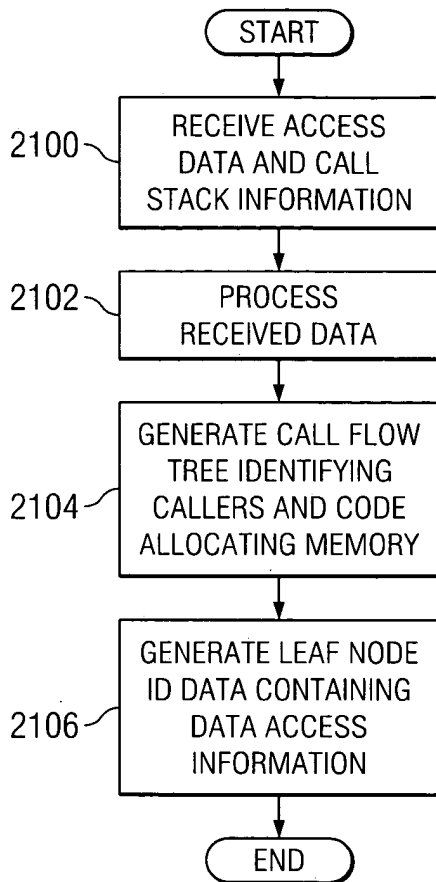 START
2100
RECEIVE ACCESS
DATA AND CALL
STACK INFORMATION
2102
PROCESS
RECEIVED DATA
2104
GENERATE CALL FLOW
TREE IDENTIFYING
CALLERS AND CODE
ALLOCATING MEMORY
2106
GENERATE LEAF NODE
ID DATA CONTAINING
DATA ACCESS
INFORMATION
END